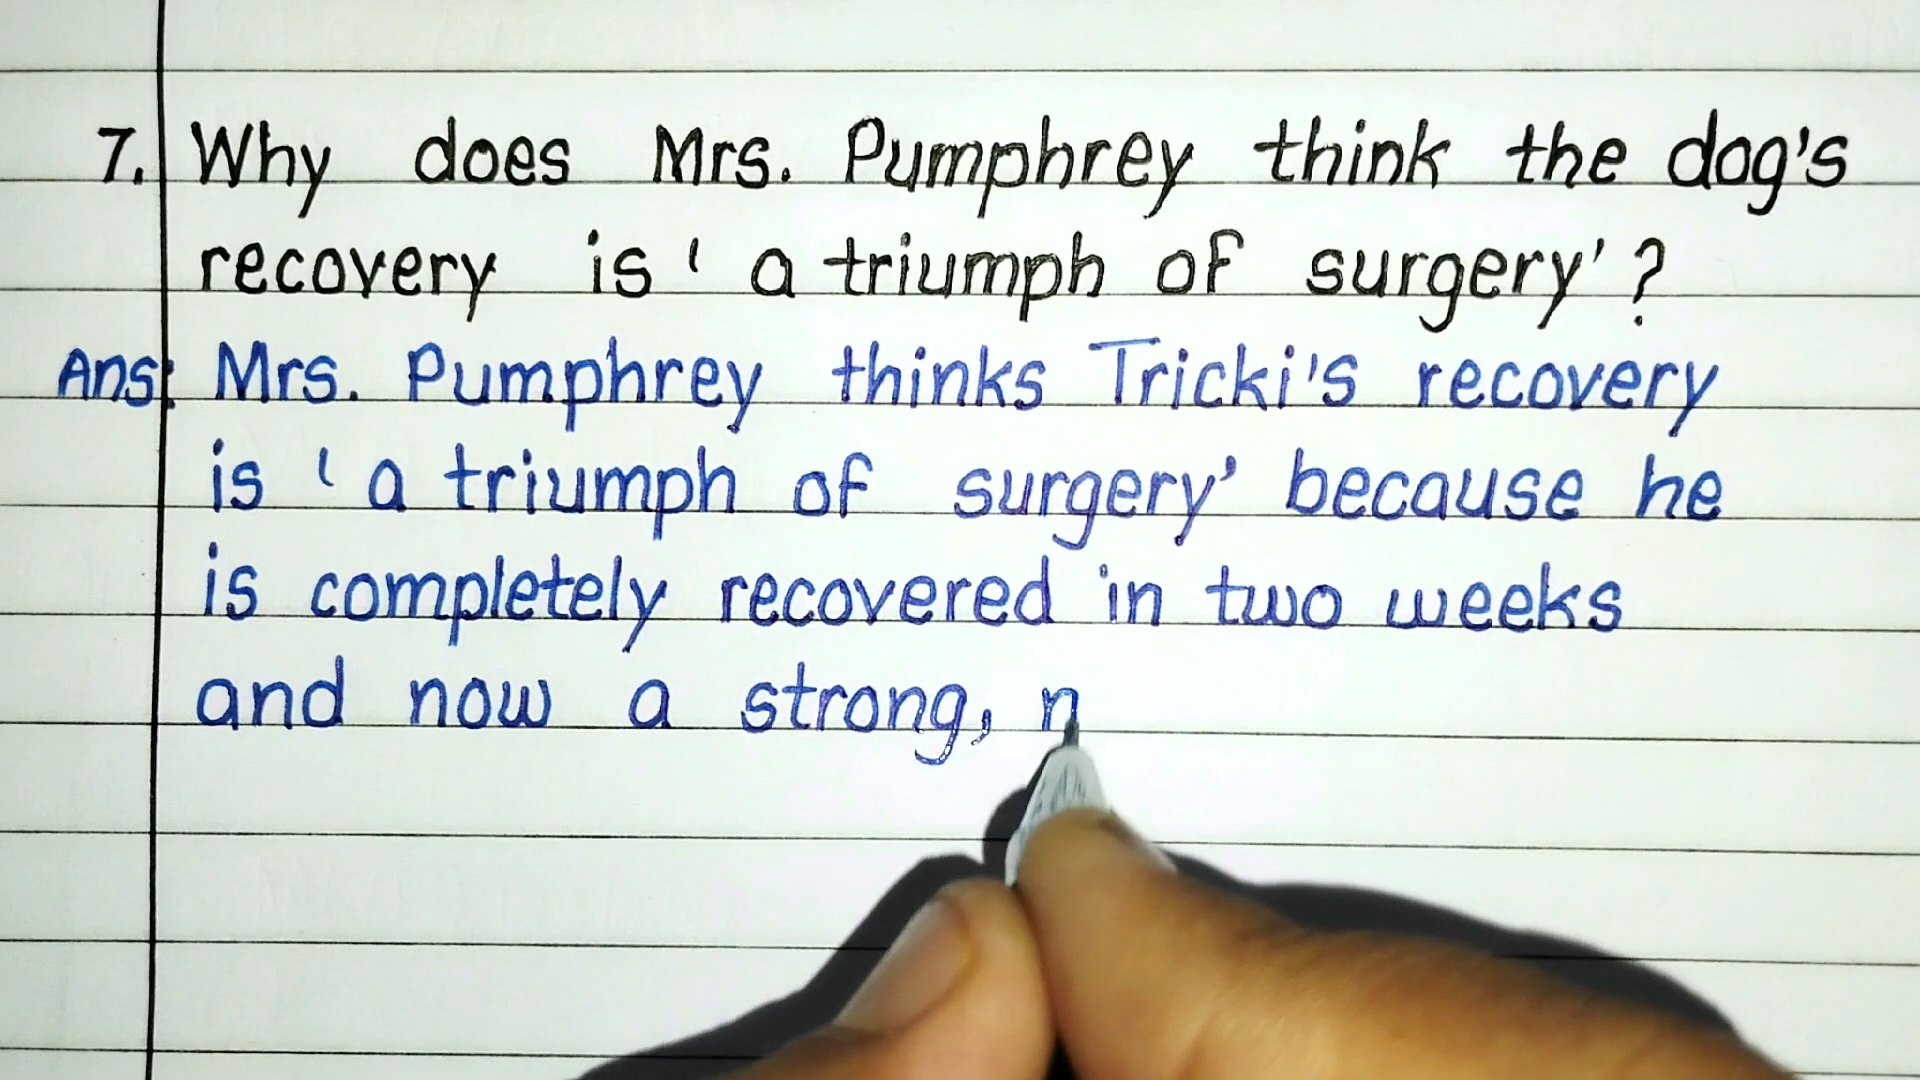 7. Why does Mrs. Pumphrey think the dog's
recovery is ' a triumph of surgery' ?
Ans: Mrs. Pumphrey thinks Tricki's recovery
is ' a triumph of surgery' because he
is completely recovered in two weeks
and now a strong, n